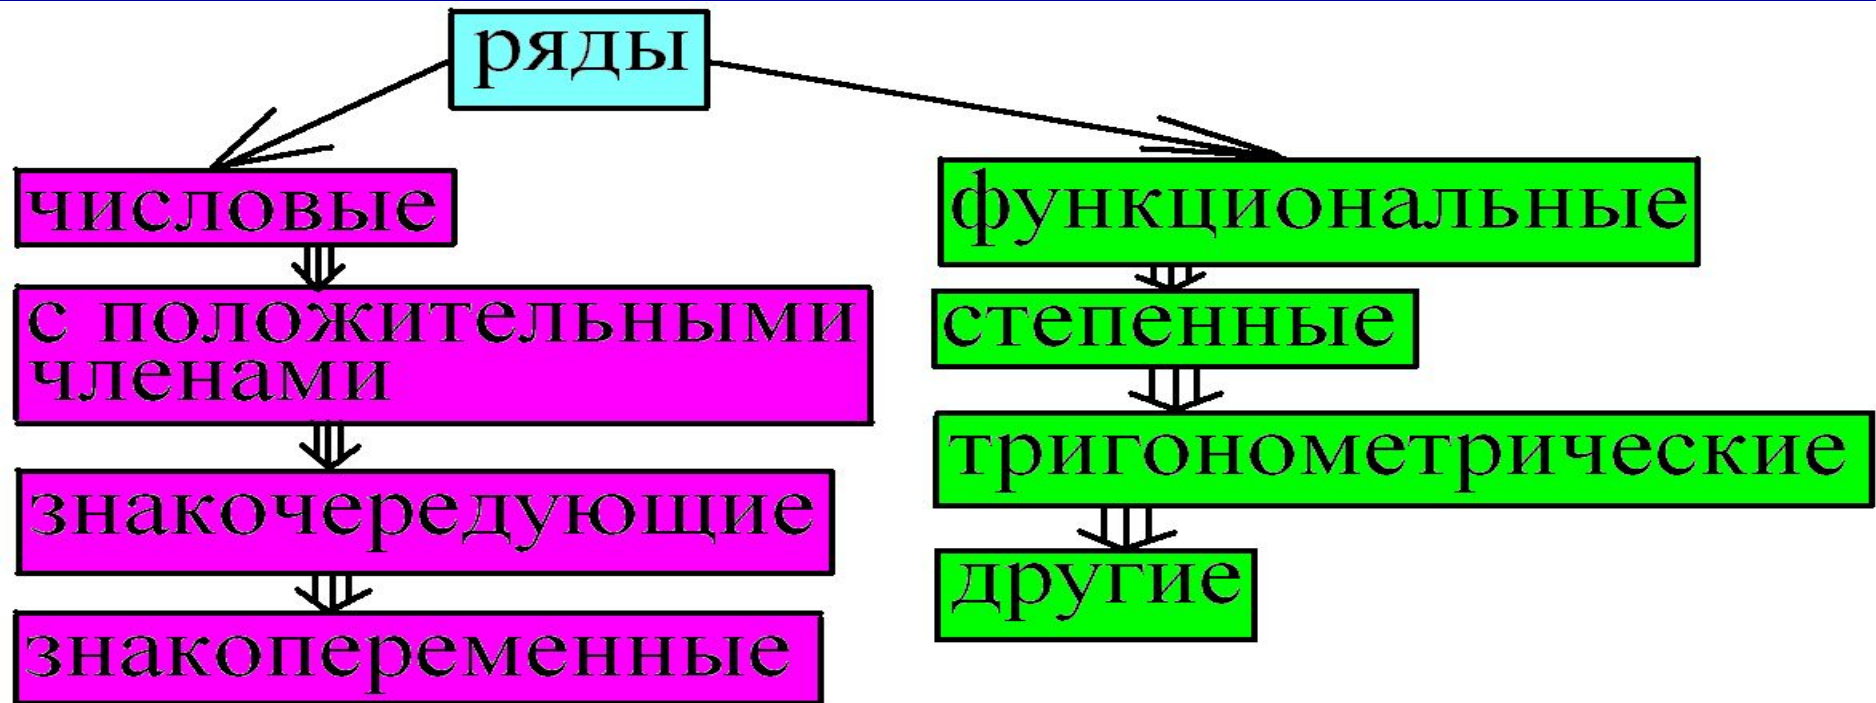 ряды
числовые
с положительными
членами
знакочередующие
знакопеременные
функциональные
степенные
тригонометрические
другие